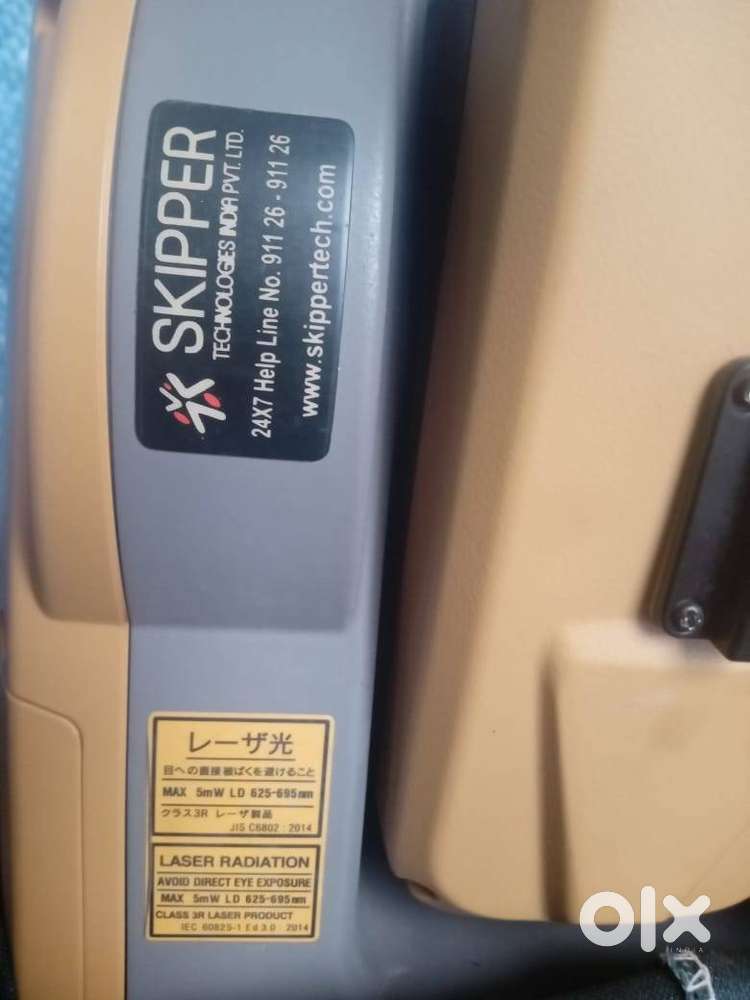 SKIPPER
TECHNOLOGIES INDIA PVT. LTD.
24X7 Help Line No. 911 26 - 911 26
www.skippertech.com
レーザ光
目への直接被ばくを避けること
MAX 5mW LD 625-695nm
クラス3R レーザ製品
JIS C6802 : 2014
LASER RADIATION
AVOID DIRECT EYE EXPOSURE
MAX 5mW LD 625-695nm
CLASS 3R LASER PRODUCT
IEC 60825-1 Ed3.0 2014
olx
INDIA